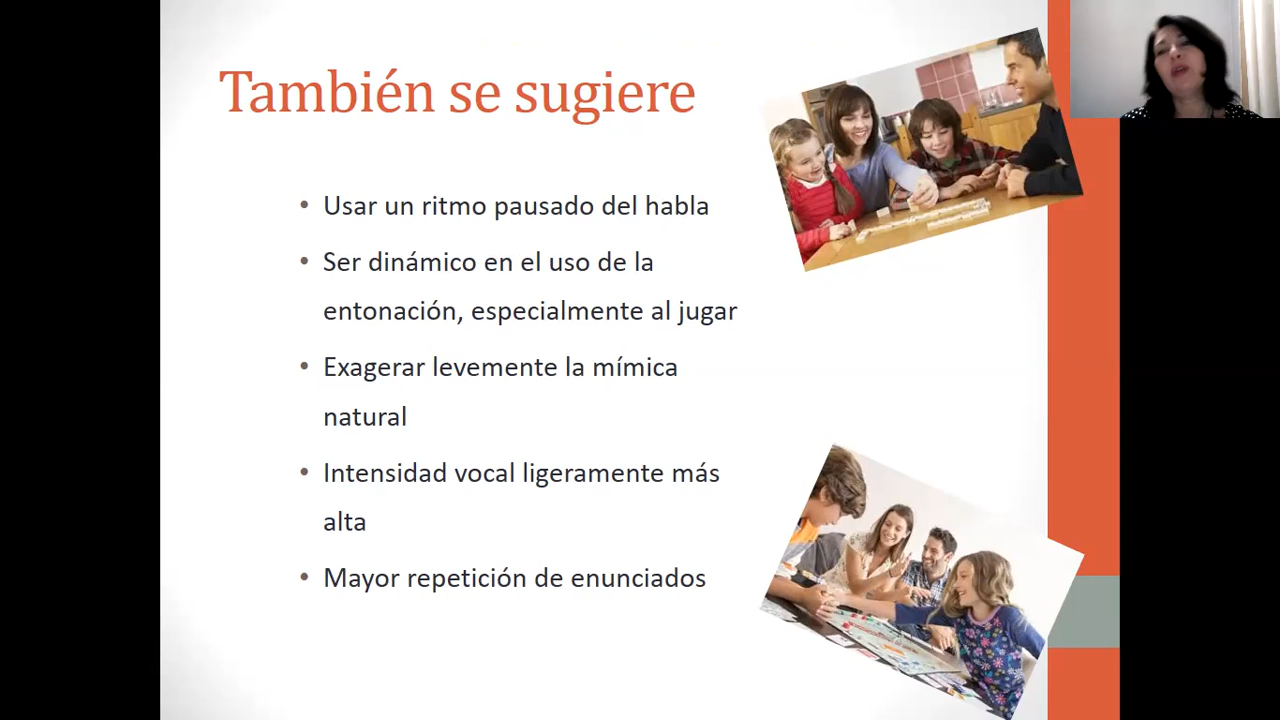 También se sugiere
• Usar un ritmo pausado del habla
• Ser dinámico en el uso de la
entonación, especialmente al jugar
• Exagerar levemente la mímica
natural
• Intensidad vocal ligeramente más
alta
• Mayor repetición de enunciados